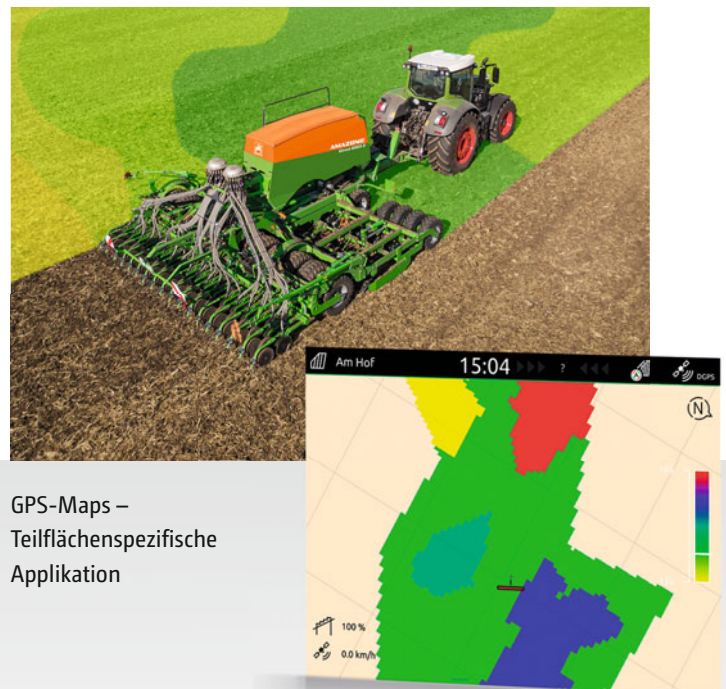 AMAZONE
Am Hof
15:04
?
DGPS
N
100 %
0.0 km/h
GPS-Maps –
Teilflächenspezifische
Applikation